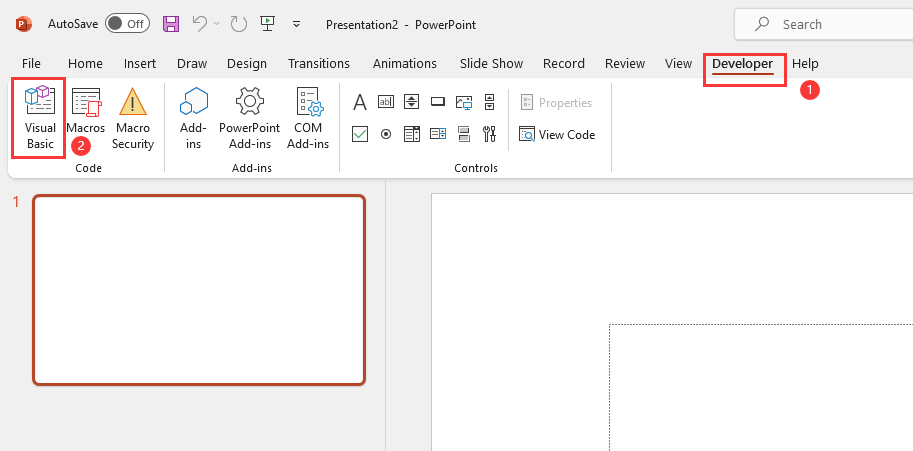 AutoSave Off Presentation2 - PowerPoint Search
File Home Insert Draw Design Transitions Animations Slide Show Record Review View Developer Help
1
Visual Basic
Macros
2
Macro Security
Code
Add-ins
PowerPoint Add-ins
COM Add-ins
Add-ins
A
ab
Properties
View Code
Controls
1